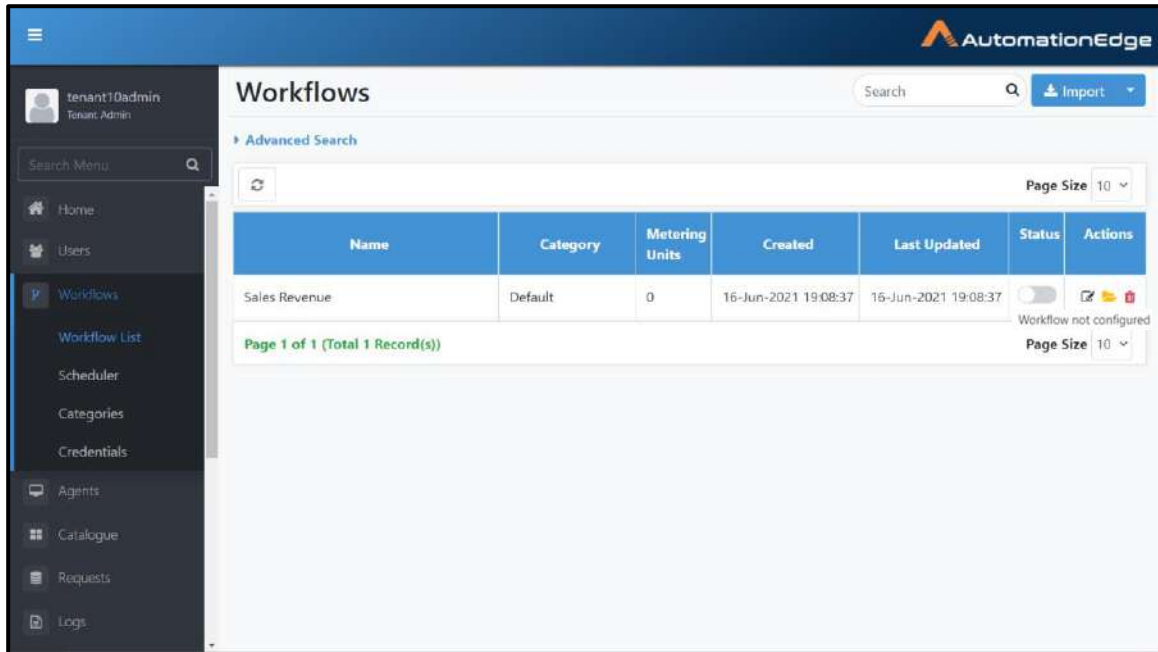 AutomationEdge
tenant10admin
Tenant Admin
Search Menu
Home
Users
Workflows
Workflow List
Scheduler
Categories
Credentials
Agents
Catalogue
Requests
Logs
Workflows
Search
Import
Advanced Search
Page Size 10
Name Category Metering Units Created Last Updated Status Actions
Sales Revenue Default 0 16-Jun-2021 19:08:37 16-Jun-2021 19:08:37
Workflow not configured
Page 1 of 1 (Total 1 Record(s)) Page Size 10